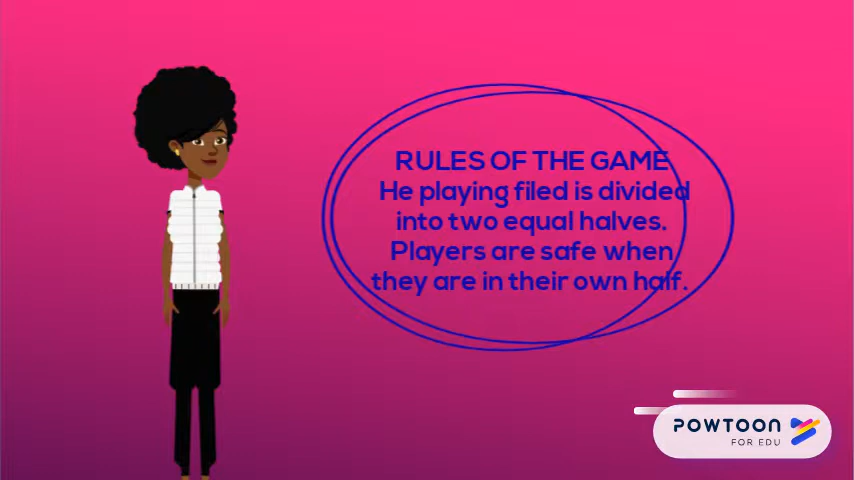 RULES OF THE GAME
He playing filed is divided
into two equal halves.
Players are safe when
they are in their own half.
POWTOON
FOR EDU